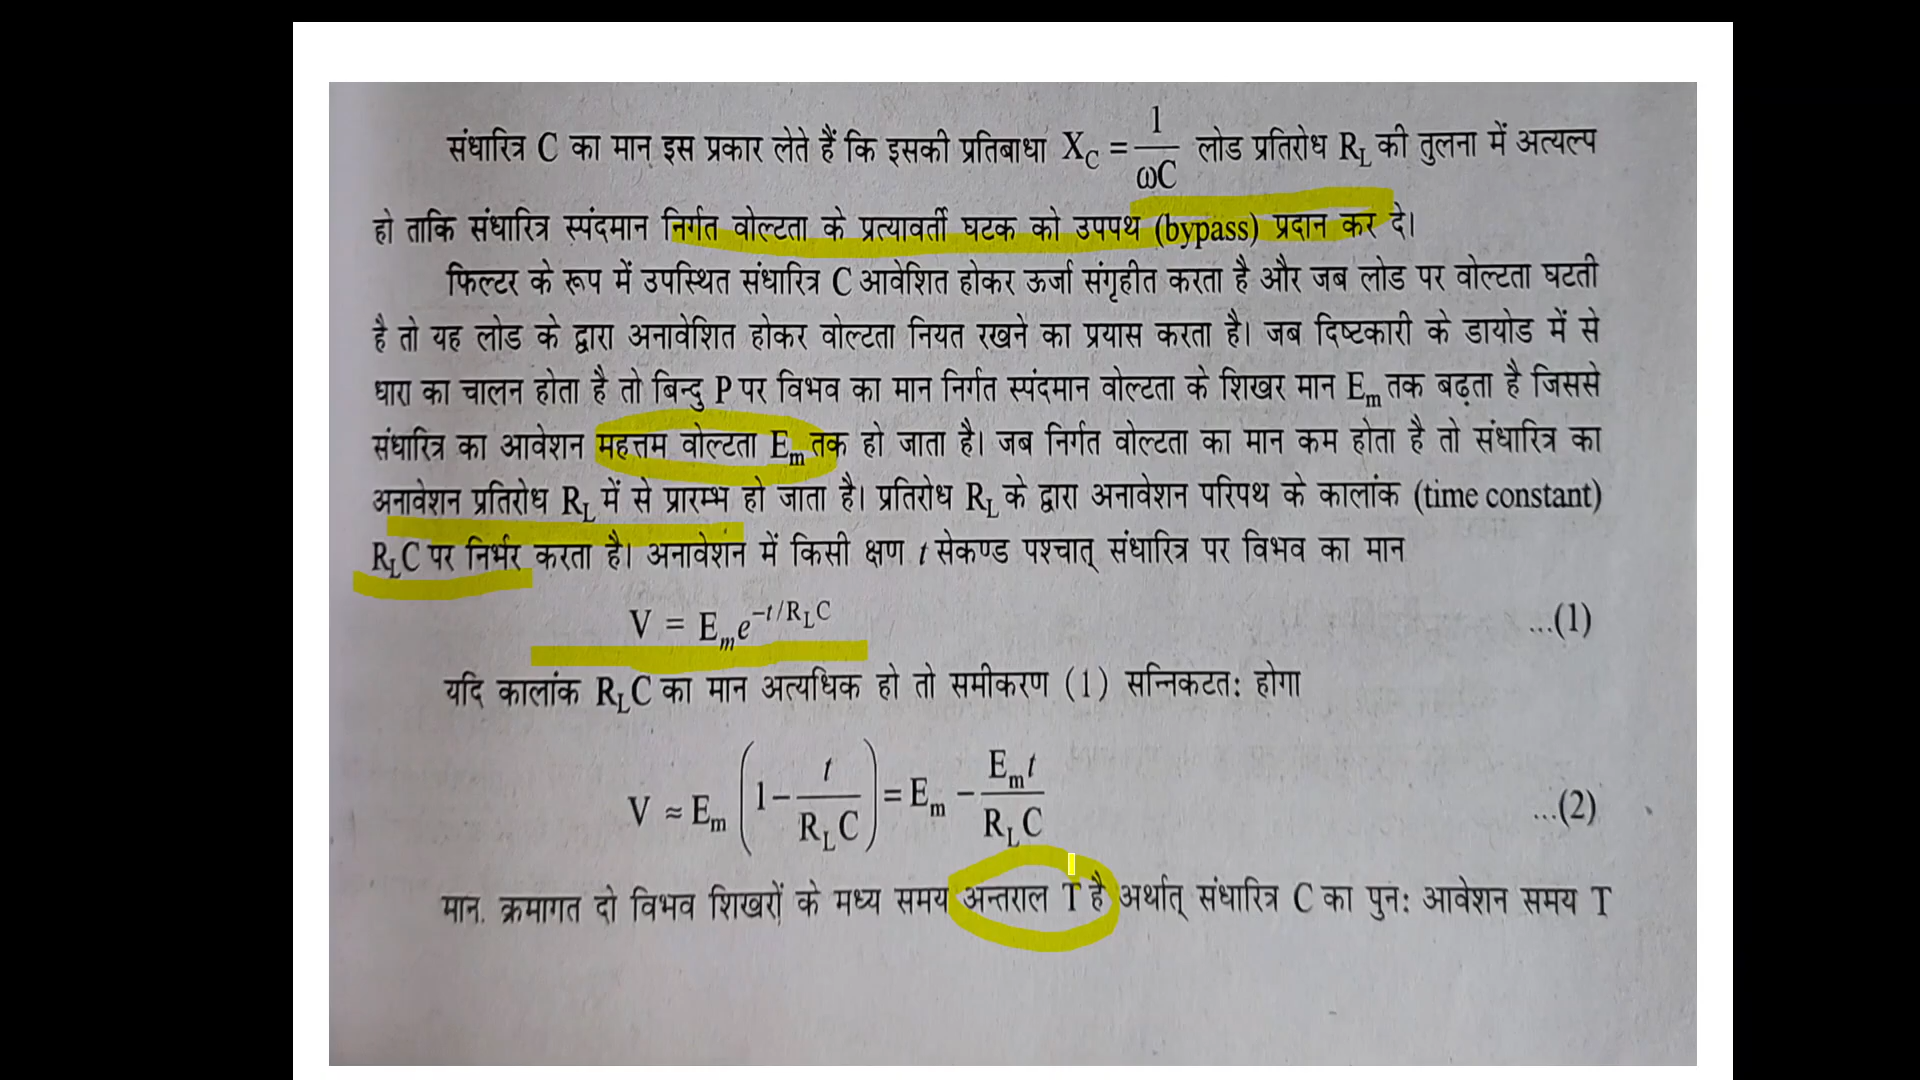 संधारित्र C का मान इस प्रकार लेते हैं कि इसकी प्रतिबाधा X_C = 1/ωC लोड प्रतिरोध R_L की तुलना में अत्यल्प
हो ताकि संधारित्र स्पंदमान निर्गत वोल्टता के प्रत्यावर्ती घटक को उपपथ (bypass) प्रदान कर दे।
फिल्टर के रूप में उपस्थित संधारित्र C आवेशित होकर ऊर्जा संगृहीत करता है और जब लोड पर वोल्टता घटती
है तो यह लोड के द्वारा अनावेशित होकर वोल्टता नियत रखने का प्रयास करता है। जब दिष्टकारी के डायोड में से
धारा का चालन होता है तो बिन्दु P पर विभव का मान निर्गत स्पंदमान वोल्टता के शिखर मान E_m तक बढ़ता है जिससे
संधारित्र का आवेशन महत्तम वोल्टता E_m तक हो जाता है। जब निर्गत वोल्टता का मान कम होता है तो संधारित्र का
अनावेशन प्रतिरोध R_L में से प्रारम्भ हो जाता है। प्रतिरोध R_L के द्वारा अनावेशन परिपथ के कालांक (time constant)
R_LC पर निर्भर करता है। अनावेशन में किसी क्षण t सेकण्ड पश्चात् संधारित्र पर विभव का मान
V = E_m e^{-t/R_LC} ...(1)
यदि कालांक R_LC का मान अत्यधिक हो तो समीकरण (1) सन्निकटत: होगा
V ≈ E_m (1 - t/R_LC) = E_m - E_m t/R_LC ...(2)
मान. क्रमागत दो विभव शिखरों के मध्य समय अन्तराल T है अर्थात् संधारित्र C का पुन: आवेशन समय T